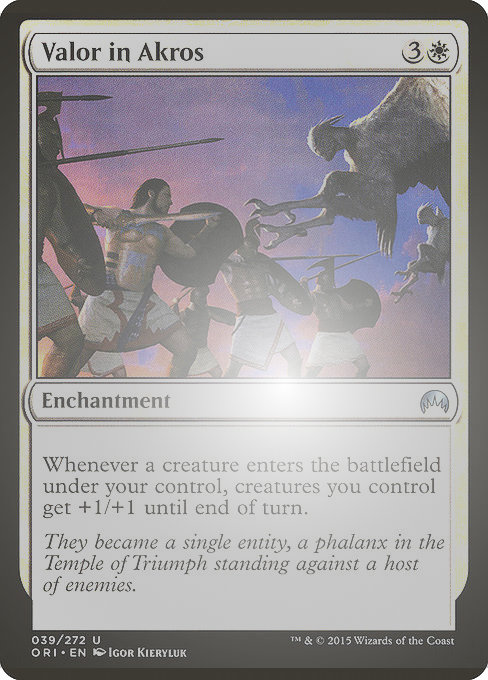 Valor in Akros 3
Enchantment
Whenever a creature enters the battlefield
under your control, creatures you control
get +1/+1 until end of turn.
They became a single entity, a phalanx in the
Temple of Triumph standing against a host
of enemies.
039/272 U
ORI • EN Igor Kieryluk
™ & © 2015 Wizards of the Coast